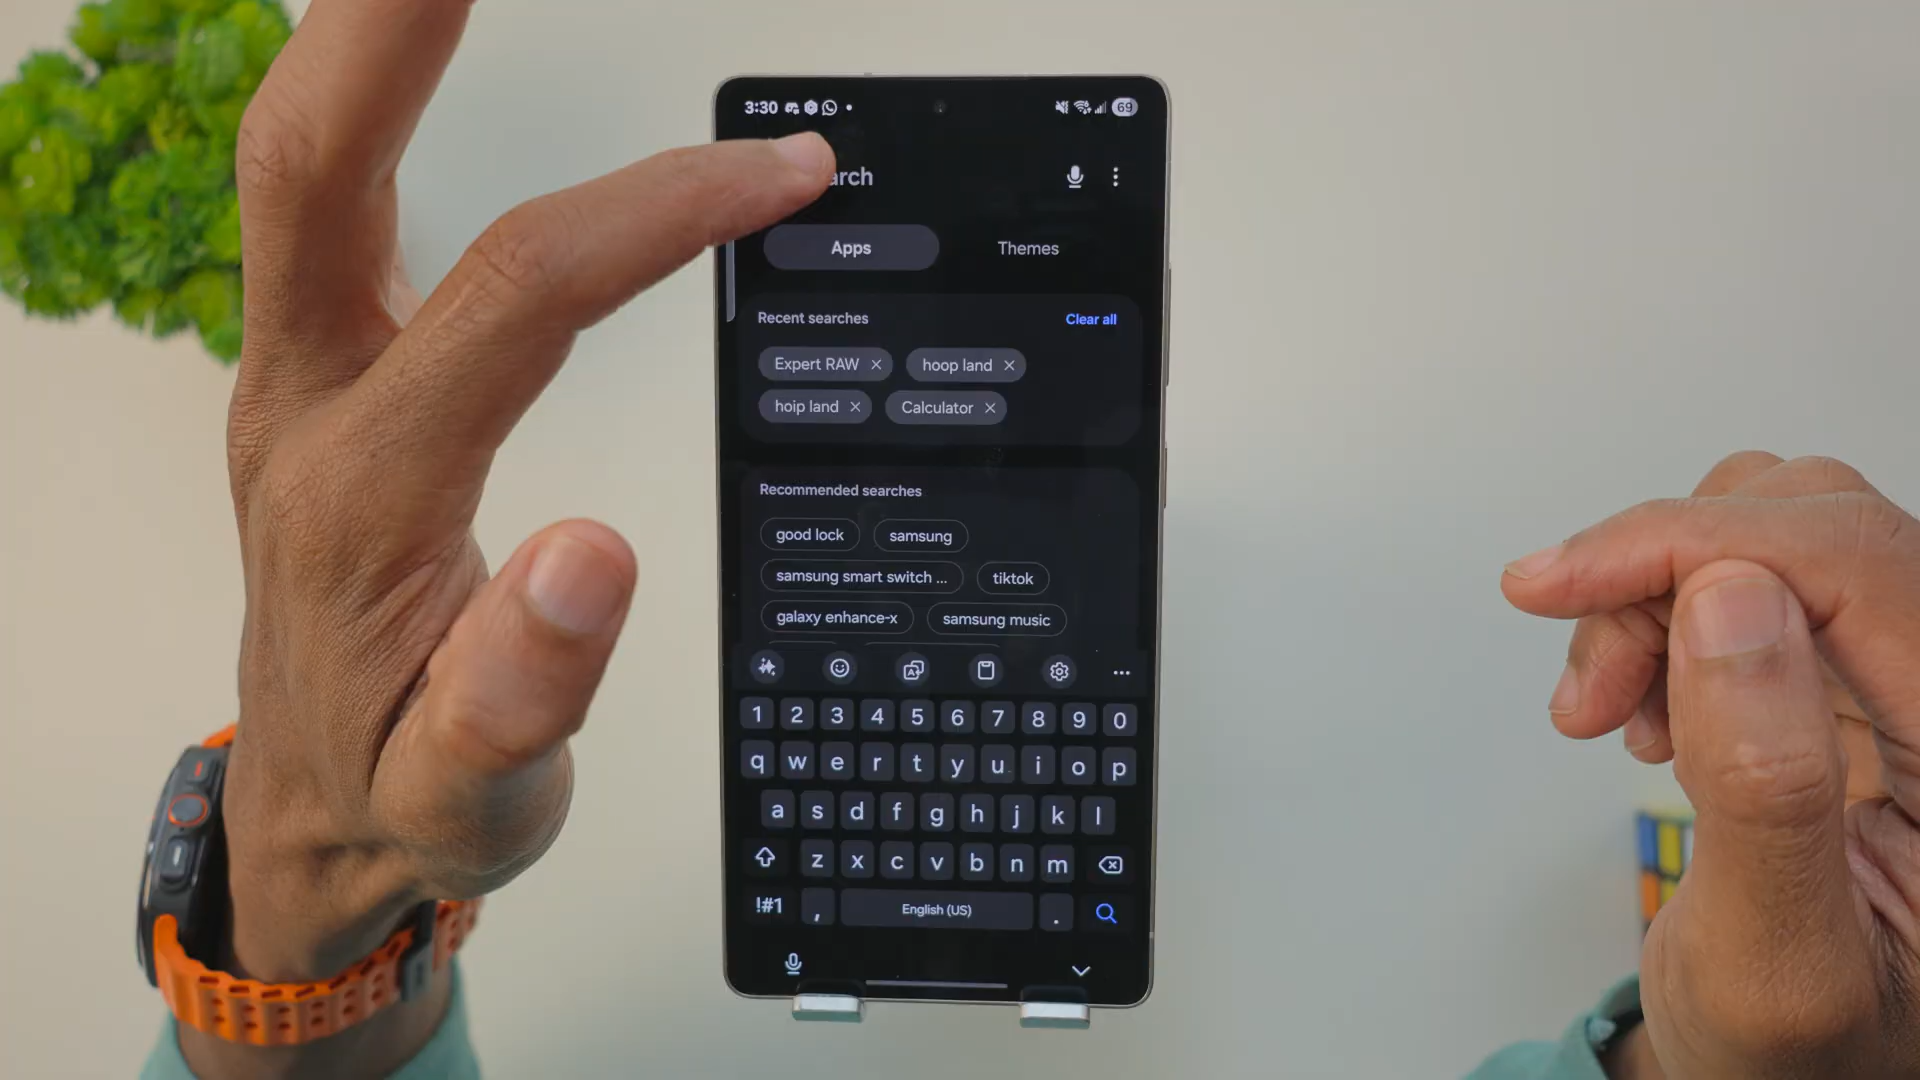 3:30 69
arch
Apps Themes
Recent searches Clear all
Expert RAW × hoop land ×
hoip land × Calculator ×
Recommended searches
good lock samsung
samsung smart switch ... tiktok
galaxy enhance-x samsung music
1 2 3 4 5 6 7 8 9 0
q w e r t y u i o p
a s d f g h j k l
z x c v b n m
!#1 , English (US) .